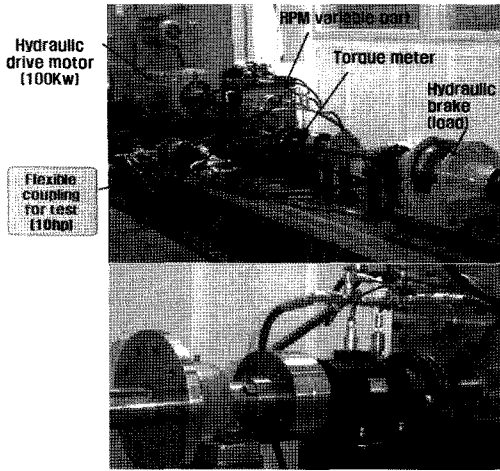 RPM variable part
Hydraulic
drive motor
(100Kw)
Torque meter
Hydraulic
brake
(load)
Flexible
coupling
for test
(10hp)